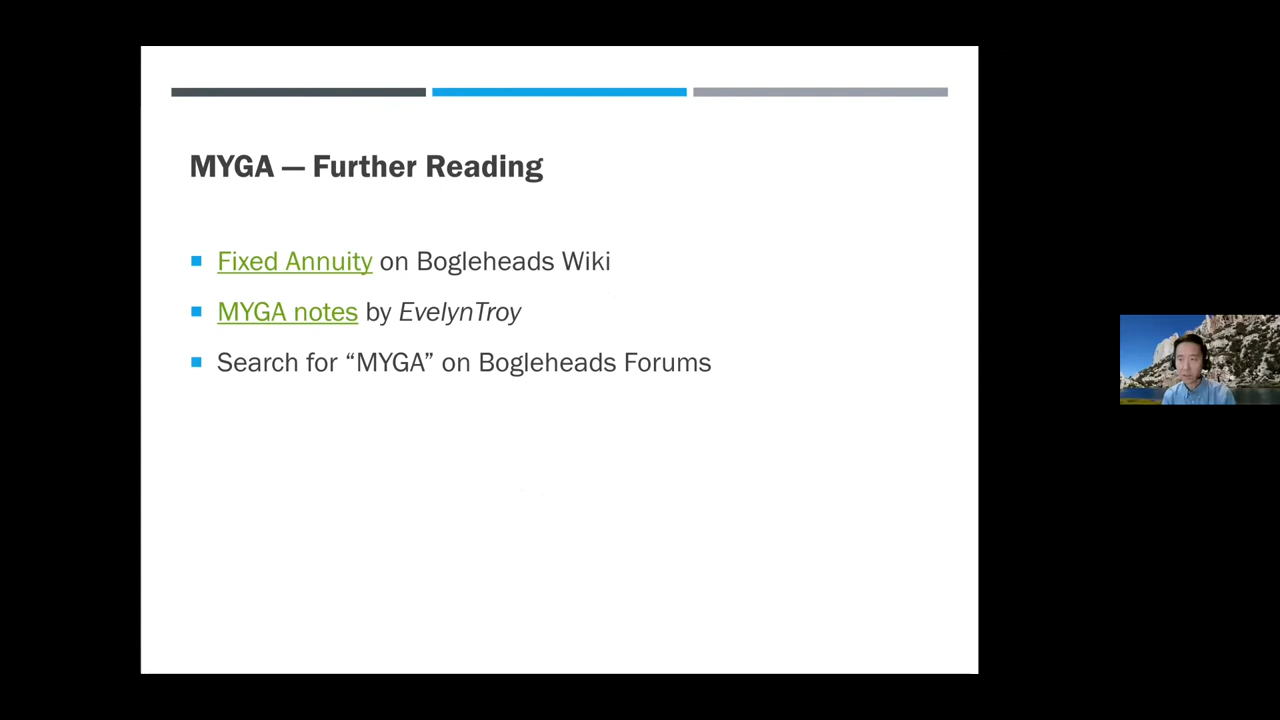 MYGA — Further Reading
Fixed Annuity on Bogleheads Wiki
MYGA notes by EvelynTroy
Search for “MYGA” on Bogleheads Forums